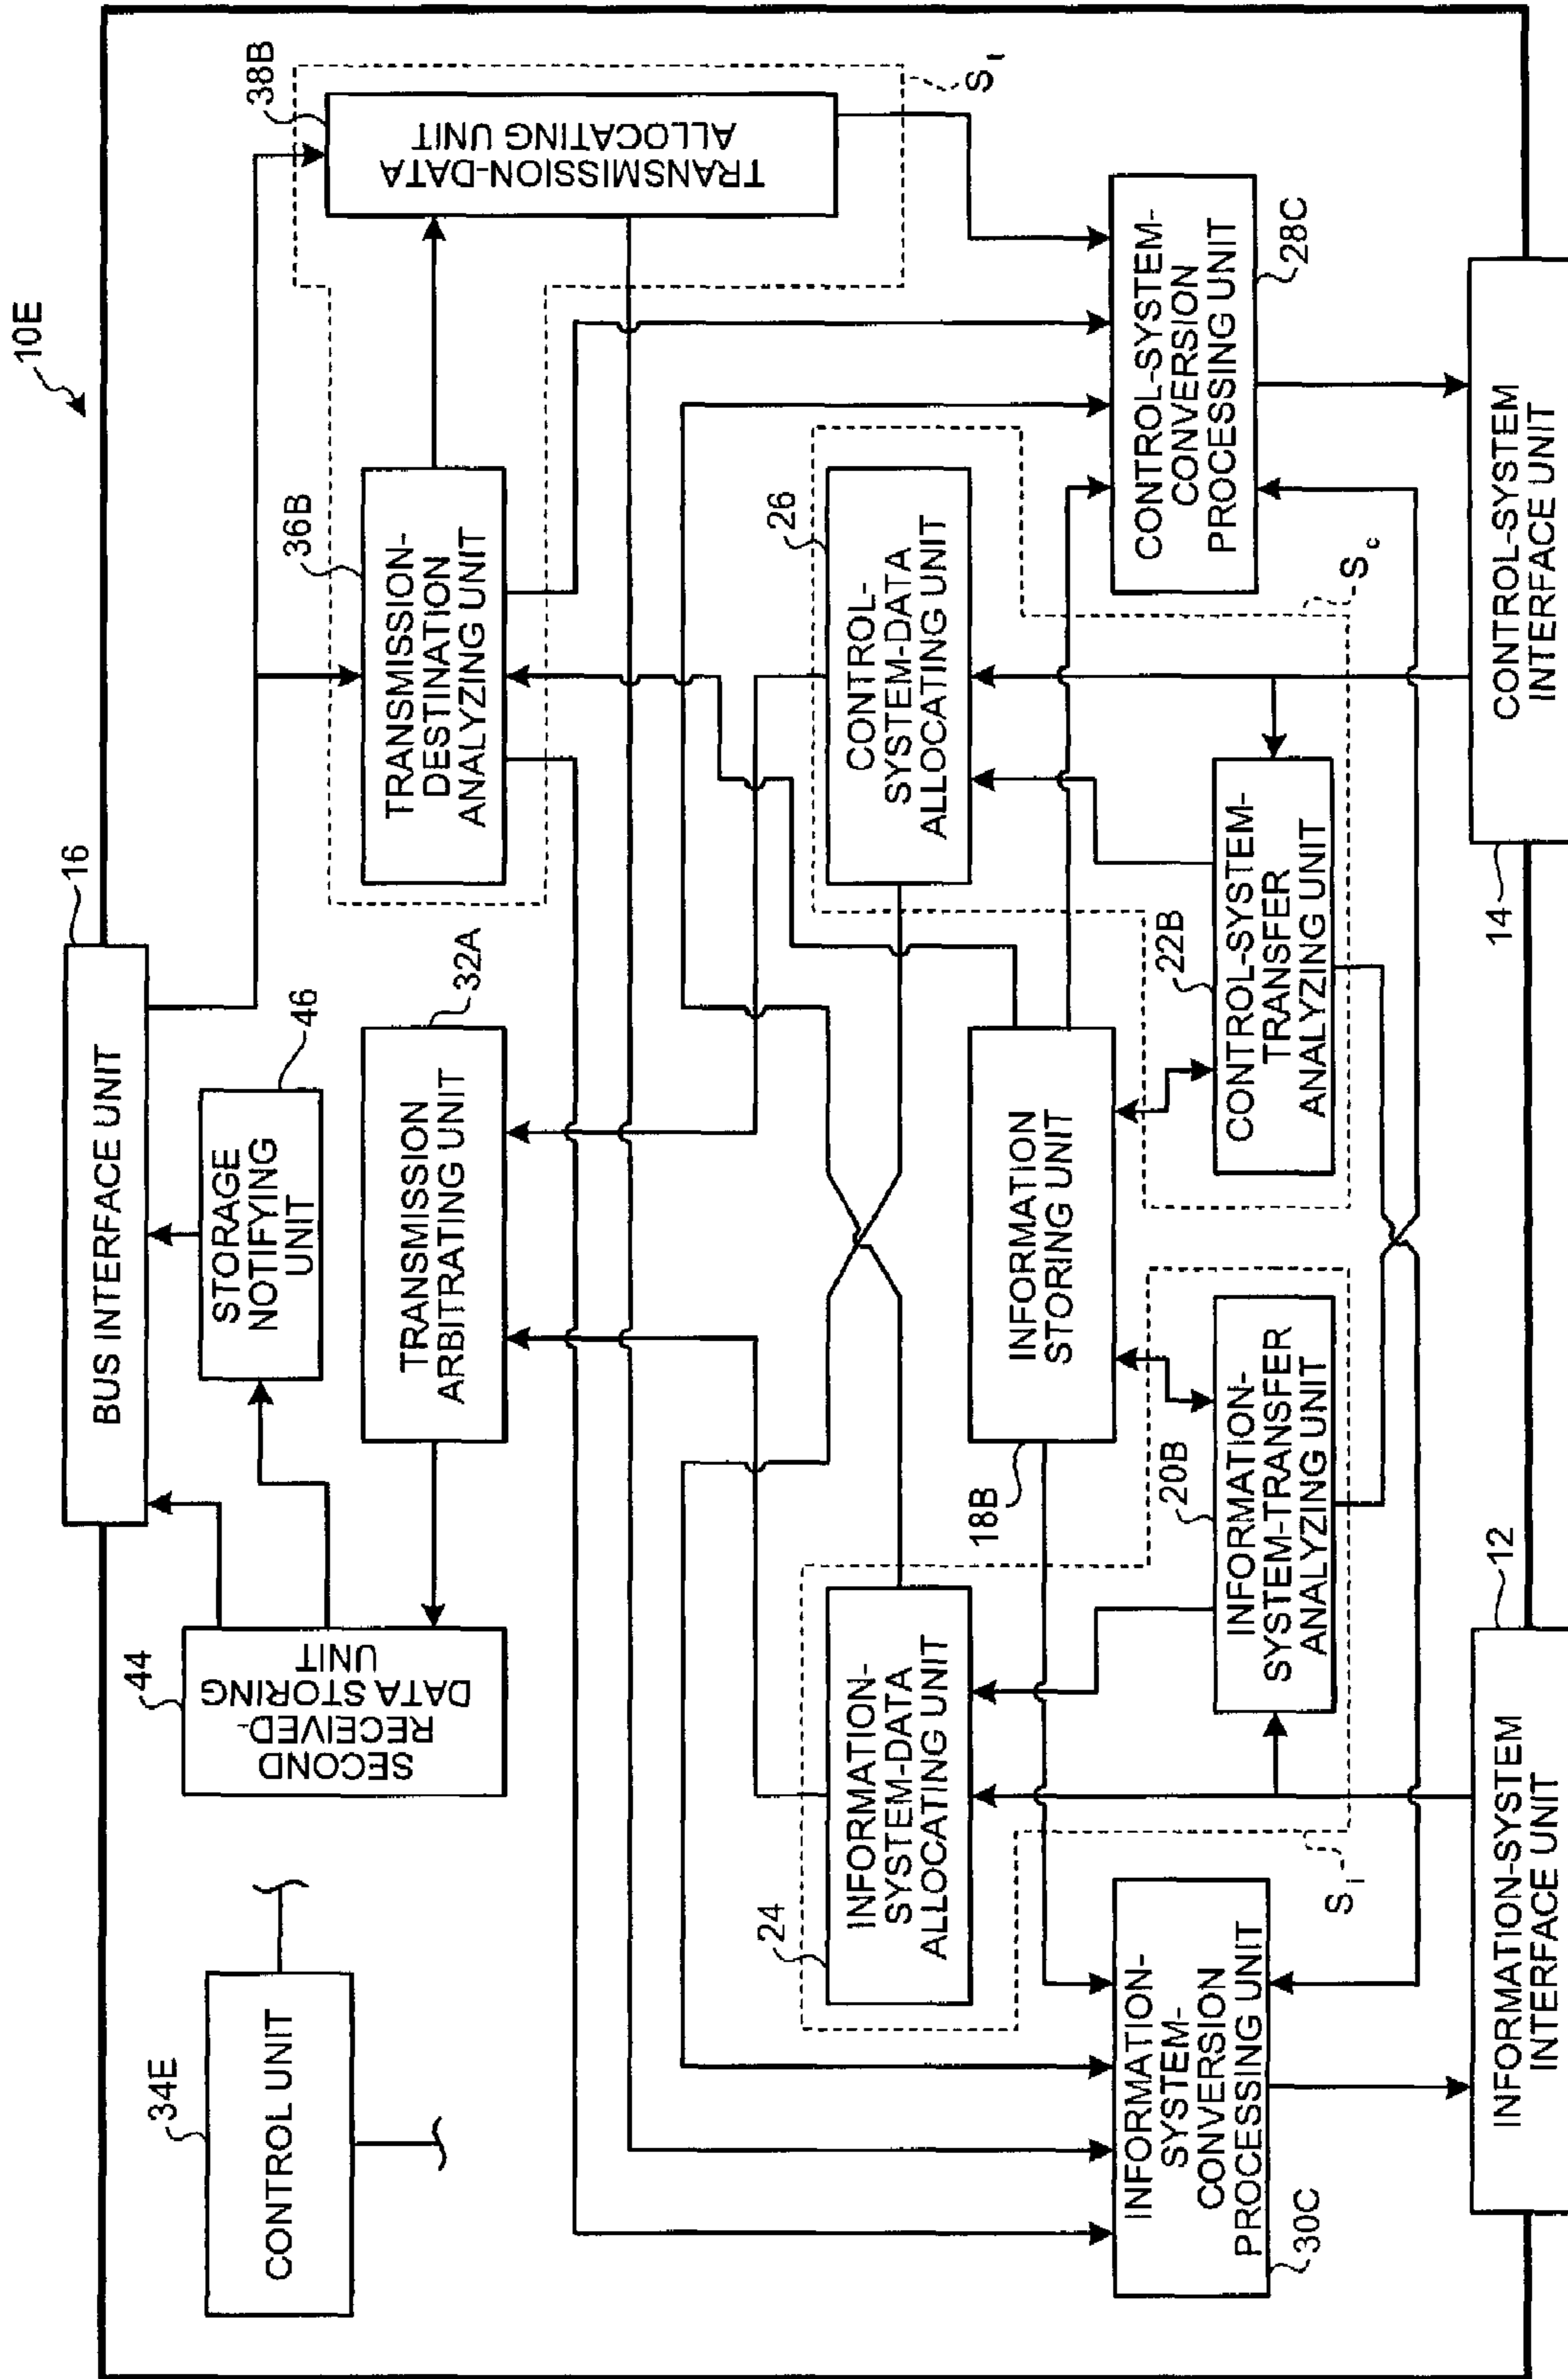 10E
34E
CONTROL UNIT
44
SECOND
RECEIVED-
DATA STORING
UNIT
16
BUS INTERFACE UNIT
46
STORAGE
NOTIFYING
UNIT
32A
TRANSMISSION
ARBITRATING UNIT
36B
TRANSMISSION-
DESTINATION
ANALYZING UNIT
38B
TRANSMISSION-DATA
ALLOCATING UNIT
St
24
INFORMATION-
SYSTEM-DATA
ALLOCATING UNIT
18B
INFORMATION
STORING UNIT
26
CONTROL-
SYSTEM-DATA
ALLOCATING UNIT
30C
INFORMATION-
SYSTEM-
CONVERSION
PROCESSING UNIT
Si
20B
INFORMATION-
SYSTEM-TRANSFER
ANALYZING UNIT
22B
CONTROL-SYSTEM-
TRANSFER
ANALYZING UNIT
Sc
CONTROL-SYSTEM-
CONVERSION
PROCESSING UNIT
28C
12
INFORMATION-SYSTEM
INTERFACE UNIT
14
CONTROL-SYSTEM
INTERFACE UNIT